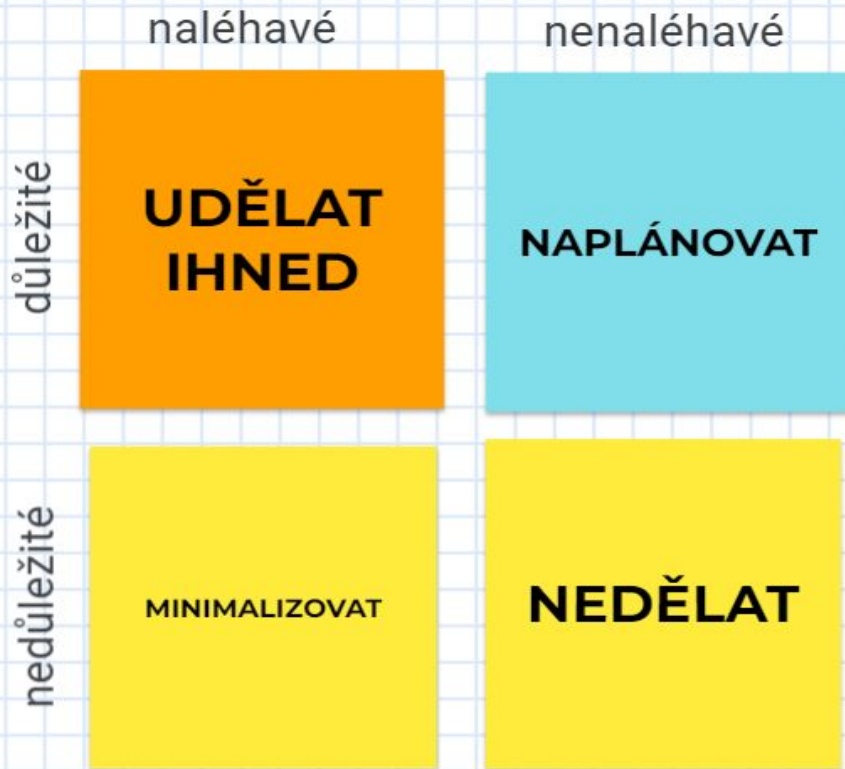 naléhavé
nenaléhavé
důležité
UDĚLAT
IHNED
NAPLÁNOVAT
nedůležité
MINIMALIZOVAT
NEDĚLAT